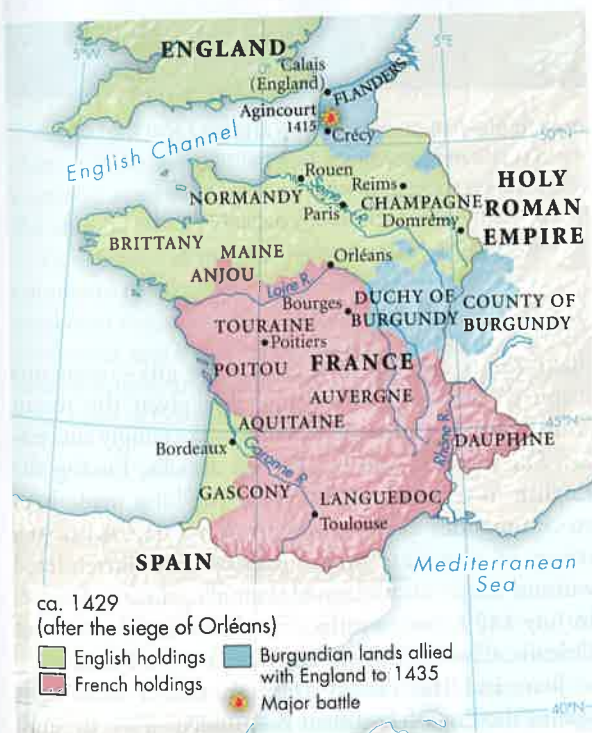 ENGLAND
5°W
5°E
Calais
(England)
FLANDERS
Agincourt
1415
Crécy
50°N
English Channel
Rouen
Reims
HOLY
ROMAN
EMPIRE
NORMANDY
Seine R.
CHAMPAGNE
Paris
Domrémy
BRITTANY
MAINE
ANJOU
Orléans
Loire R.
Bourges
DUCHY OF
BURGUNDY
COUNTY OF
BURGUNDY
TOURAINE
Poitiers
POITOU
FRANCE
AUVERGNE
AQUITAINE
45°N
Bordeaux
Garonne R.
Rhône R.
DAUPHINE
GASCONY
LANGUEDOC
Toulouse
SPAIN
Mediterranean
Sea
ca. 1429
(after the siege of Orléans)
English holdings
French holdings
Burgundian lands allied
with England to 1435
Major battle
40°N